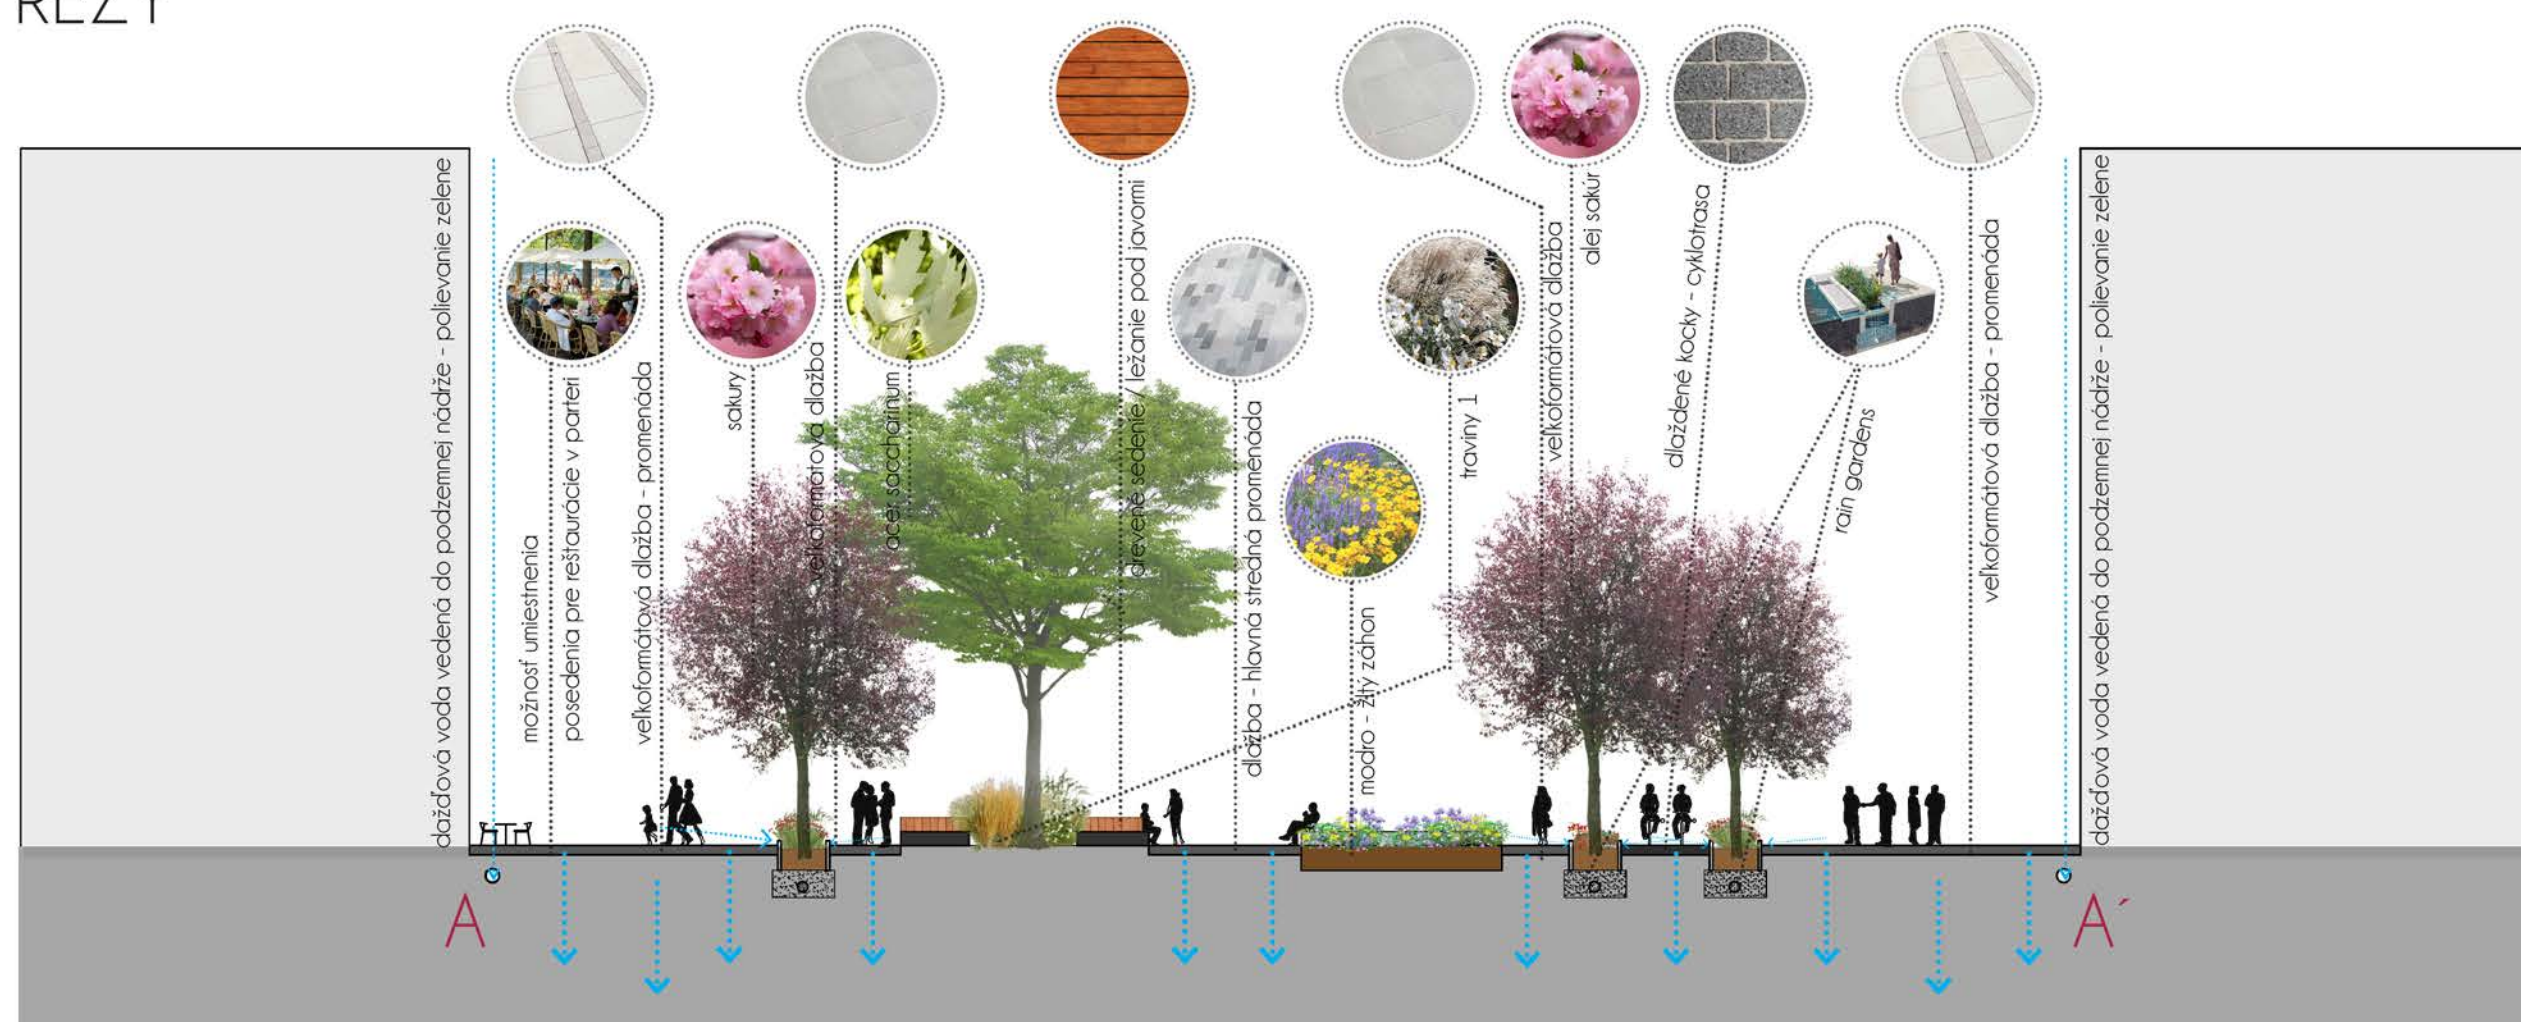 REZY
dažďová voda vedená do podzemnej nádrže - polievanie zelene
možnosť umiestnenia
posedenia pre reštaurácie v parteri
veľkoformátová dlažba - promenáda
sakury
veľkoformátová dlažba
acer saccharinum
drevené sedenie / ležanie pod javormi
dlažba - hlavná stredná promenáda
modro - žltý záhon
traviny 1
veľkoformátová dlažba
alej sakúr
dlaždené kocky - cyklotrasa
rain gardens
veľkoformátová dlažba - promenáda
dažďová voda vedená do podzemnej nádrže - polievanie zelene
A
A´